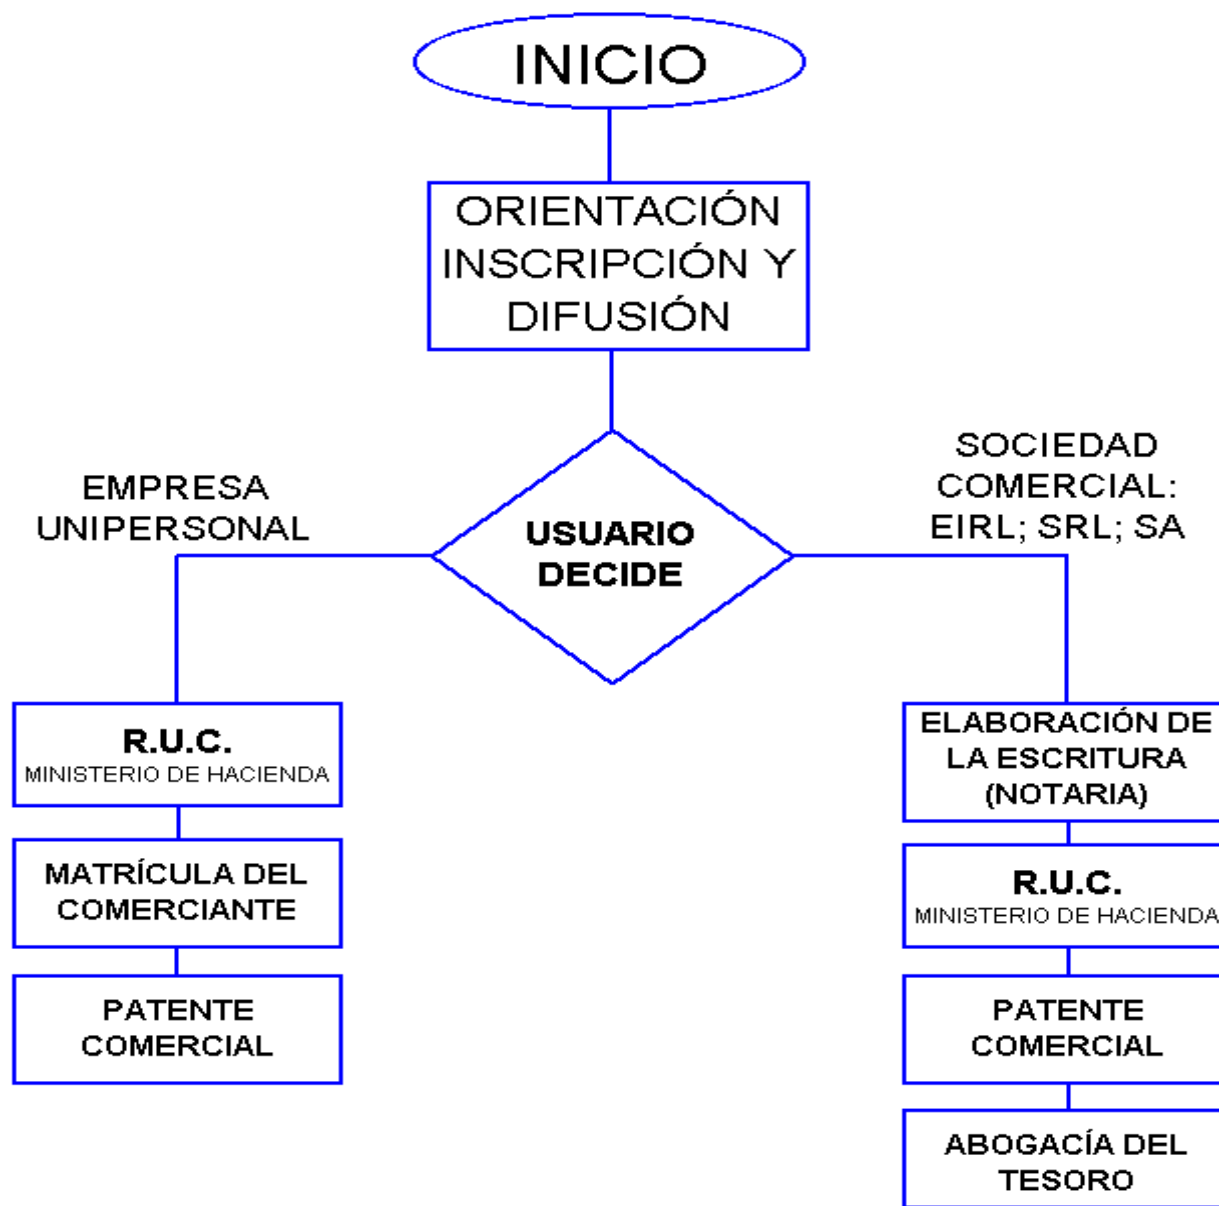 INICIO
ORIENTACIÓN
INSCRIPCIÓN Y
DIFUSIÓN
EMPRESA
UNIPERSONAL
USUARIO
DECIDE
SOCIEDAD
COMERCIAL:
EIRL; SRL; SA
R.U.C.
MINISTERIO DE HACIENDA
MATRÍCULA DEL
COMERCIANTE
PATENTE
COMERCIAL
ELABORACIÓN DE
LA ESCRITURA
(NOTARIA)
R.U.C.
MINISTERIO DE HACIENDA
PATENTE
COMERCIAL
ABOGACÍA DEL
TESORO